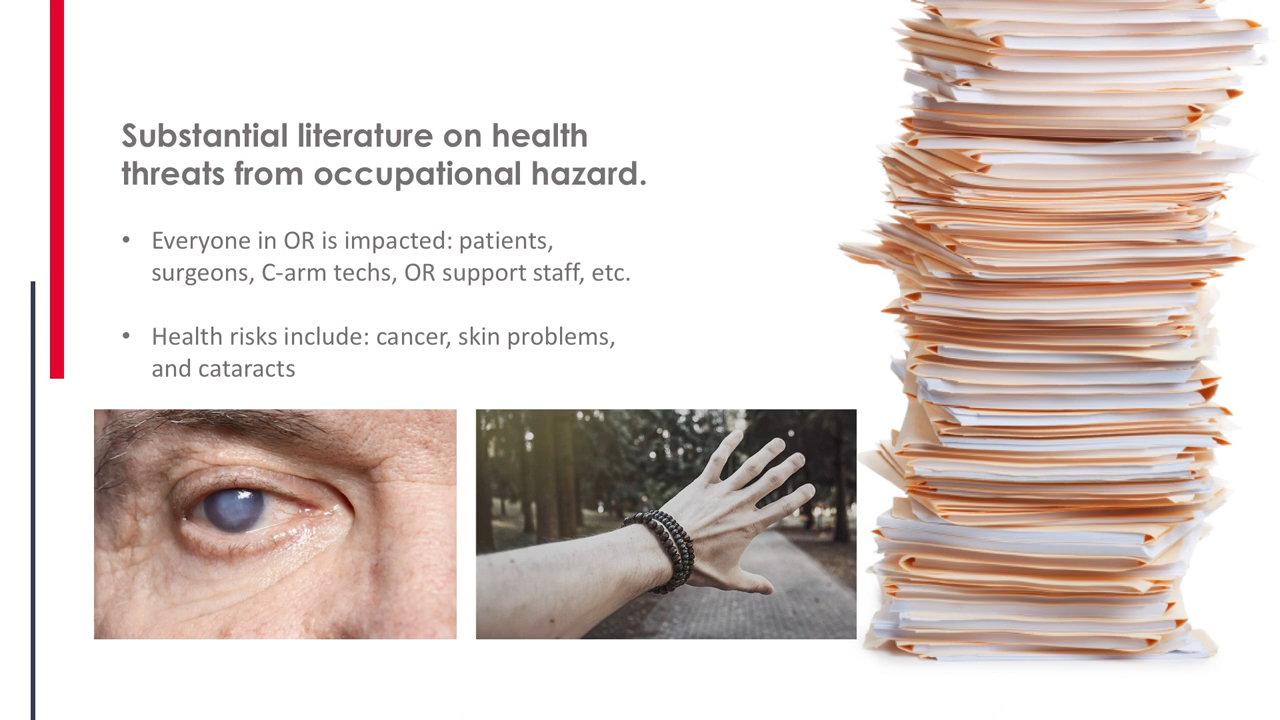 Substantial literature on health
threats from occupational hazard.
• Everyone in OR is impacted: patients,
surgeons, C-arm techs, OR support staff, etc.
• Health risks include: cancer, skin problems,
and cataracts